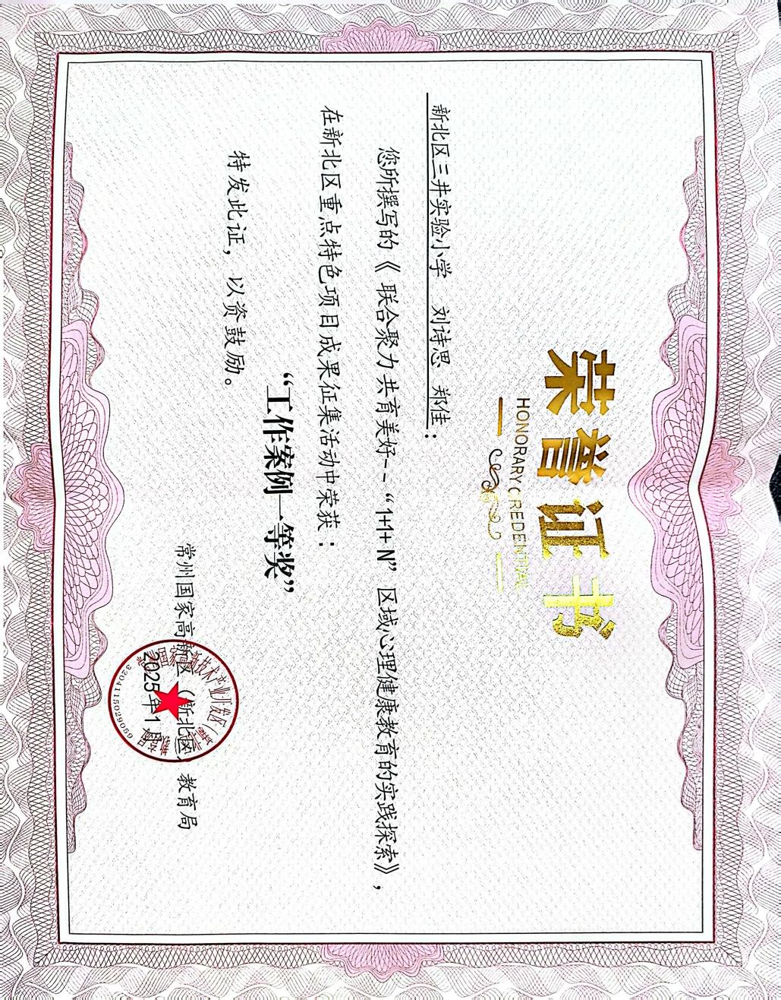 荣誉证书
HONORARY CREDENTIAL
新北区三井实验小学 刘诗思 郑佳：
您所撰写的《 联合聚力 共育美好--“1+1+N”区域心理健康教育的实践探索》，
在新北区重点特色项目成果征集活动中荣获：
“工作案例一等奖”
特发此证，以资鼓励。
常州国家高新区（新北区）教育局
2025年1月
3204115029059